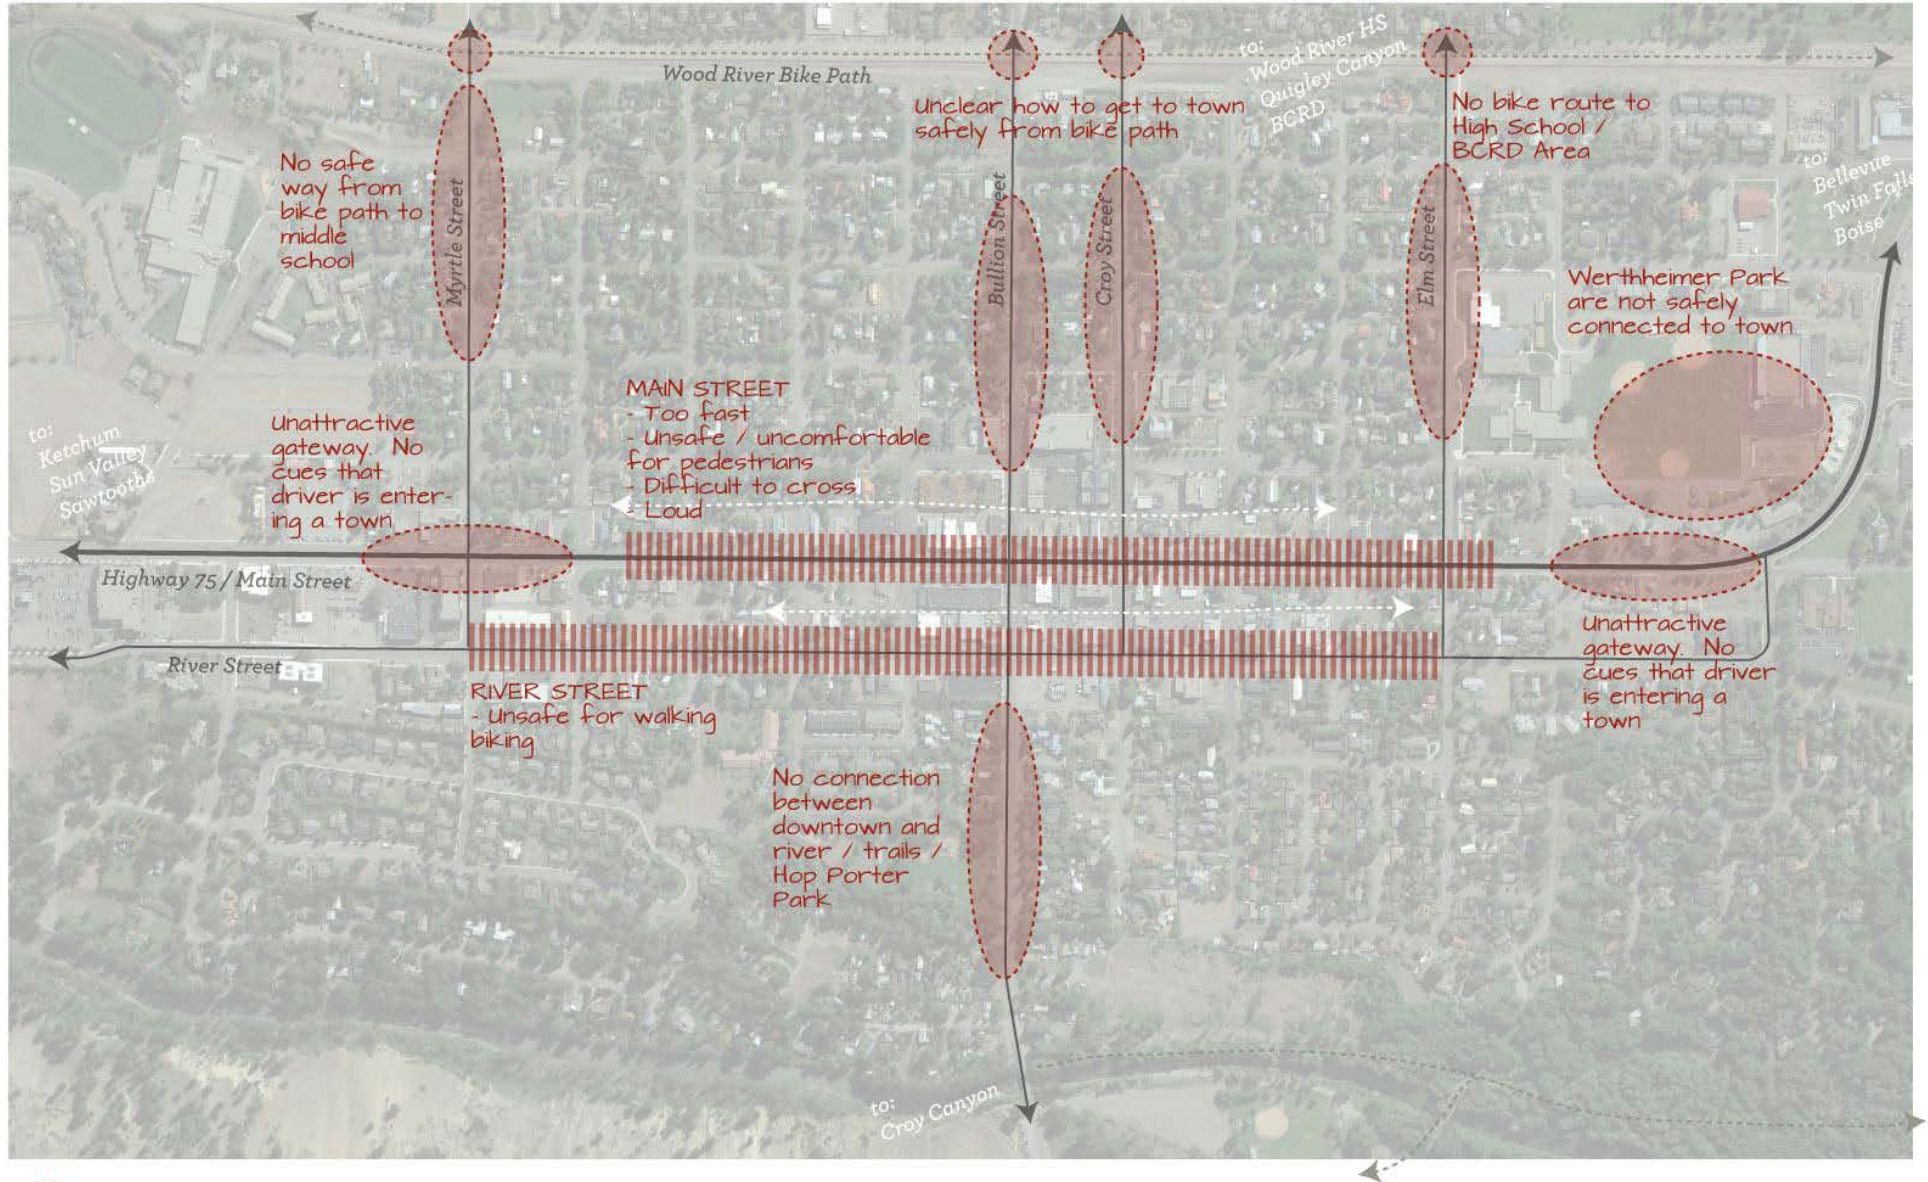 to:
Wood River HS
Quigley Canyon
BCRD
Wood River Bike Path
Unclear how to get to town
safely from bike path
No bike route to
High School /
BCRD Area
to:
Bellevue
Twin Falls
Boise
No safe
way from
bike path to
middle
school
Myrtle Street
Bullion Street
Croy Street
Elm Street
Werthheimer Park
are not safely
connected to town
MAIN STREET
- Too fast
- Unsafe / uncomfortable
for pedestrians
- Difficult to cross
- Loud
Unattractive
gateway. No
cues that
driver is enter-
ing a town
to:
Ketchum
Sun Valley
Sawtooths
Highway 75 / Main Street
River Street
RIVER STREET
- Unsafe for walking
biking
Unattractive
gateway. No
cues that driver
is entering a
town
No connection
between
downtown and
river / trails /
Hop Porter
Park
to:
Croy Canyon